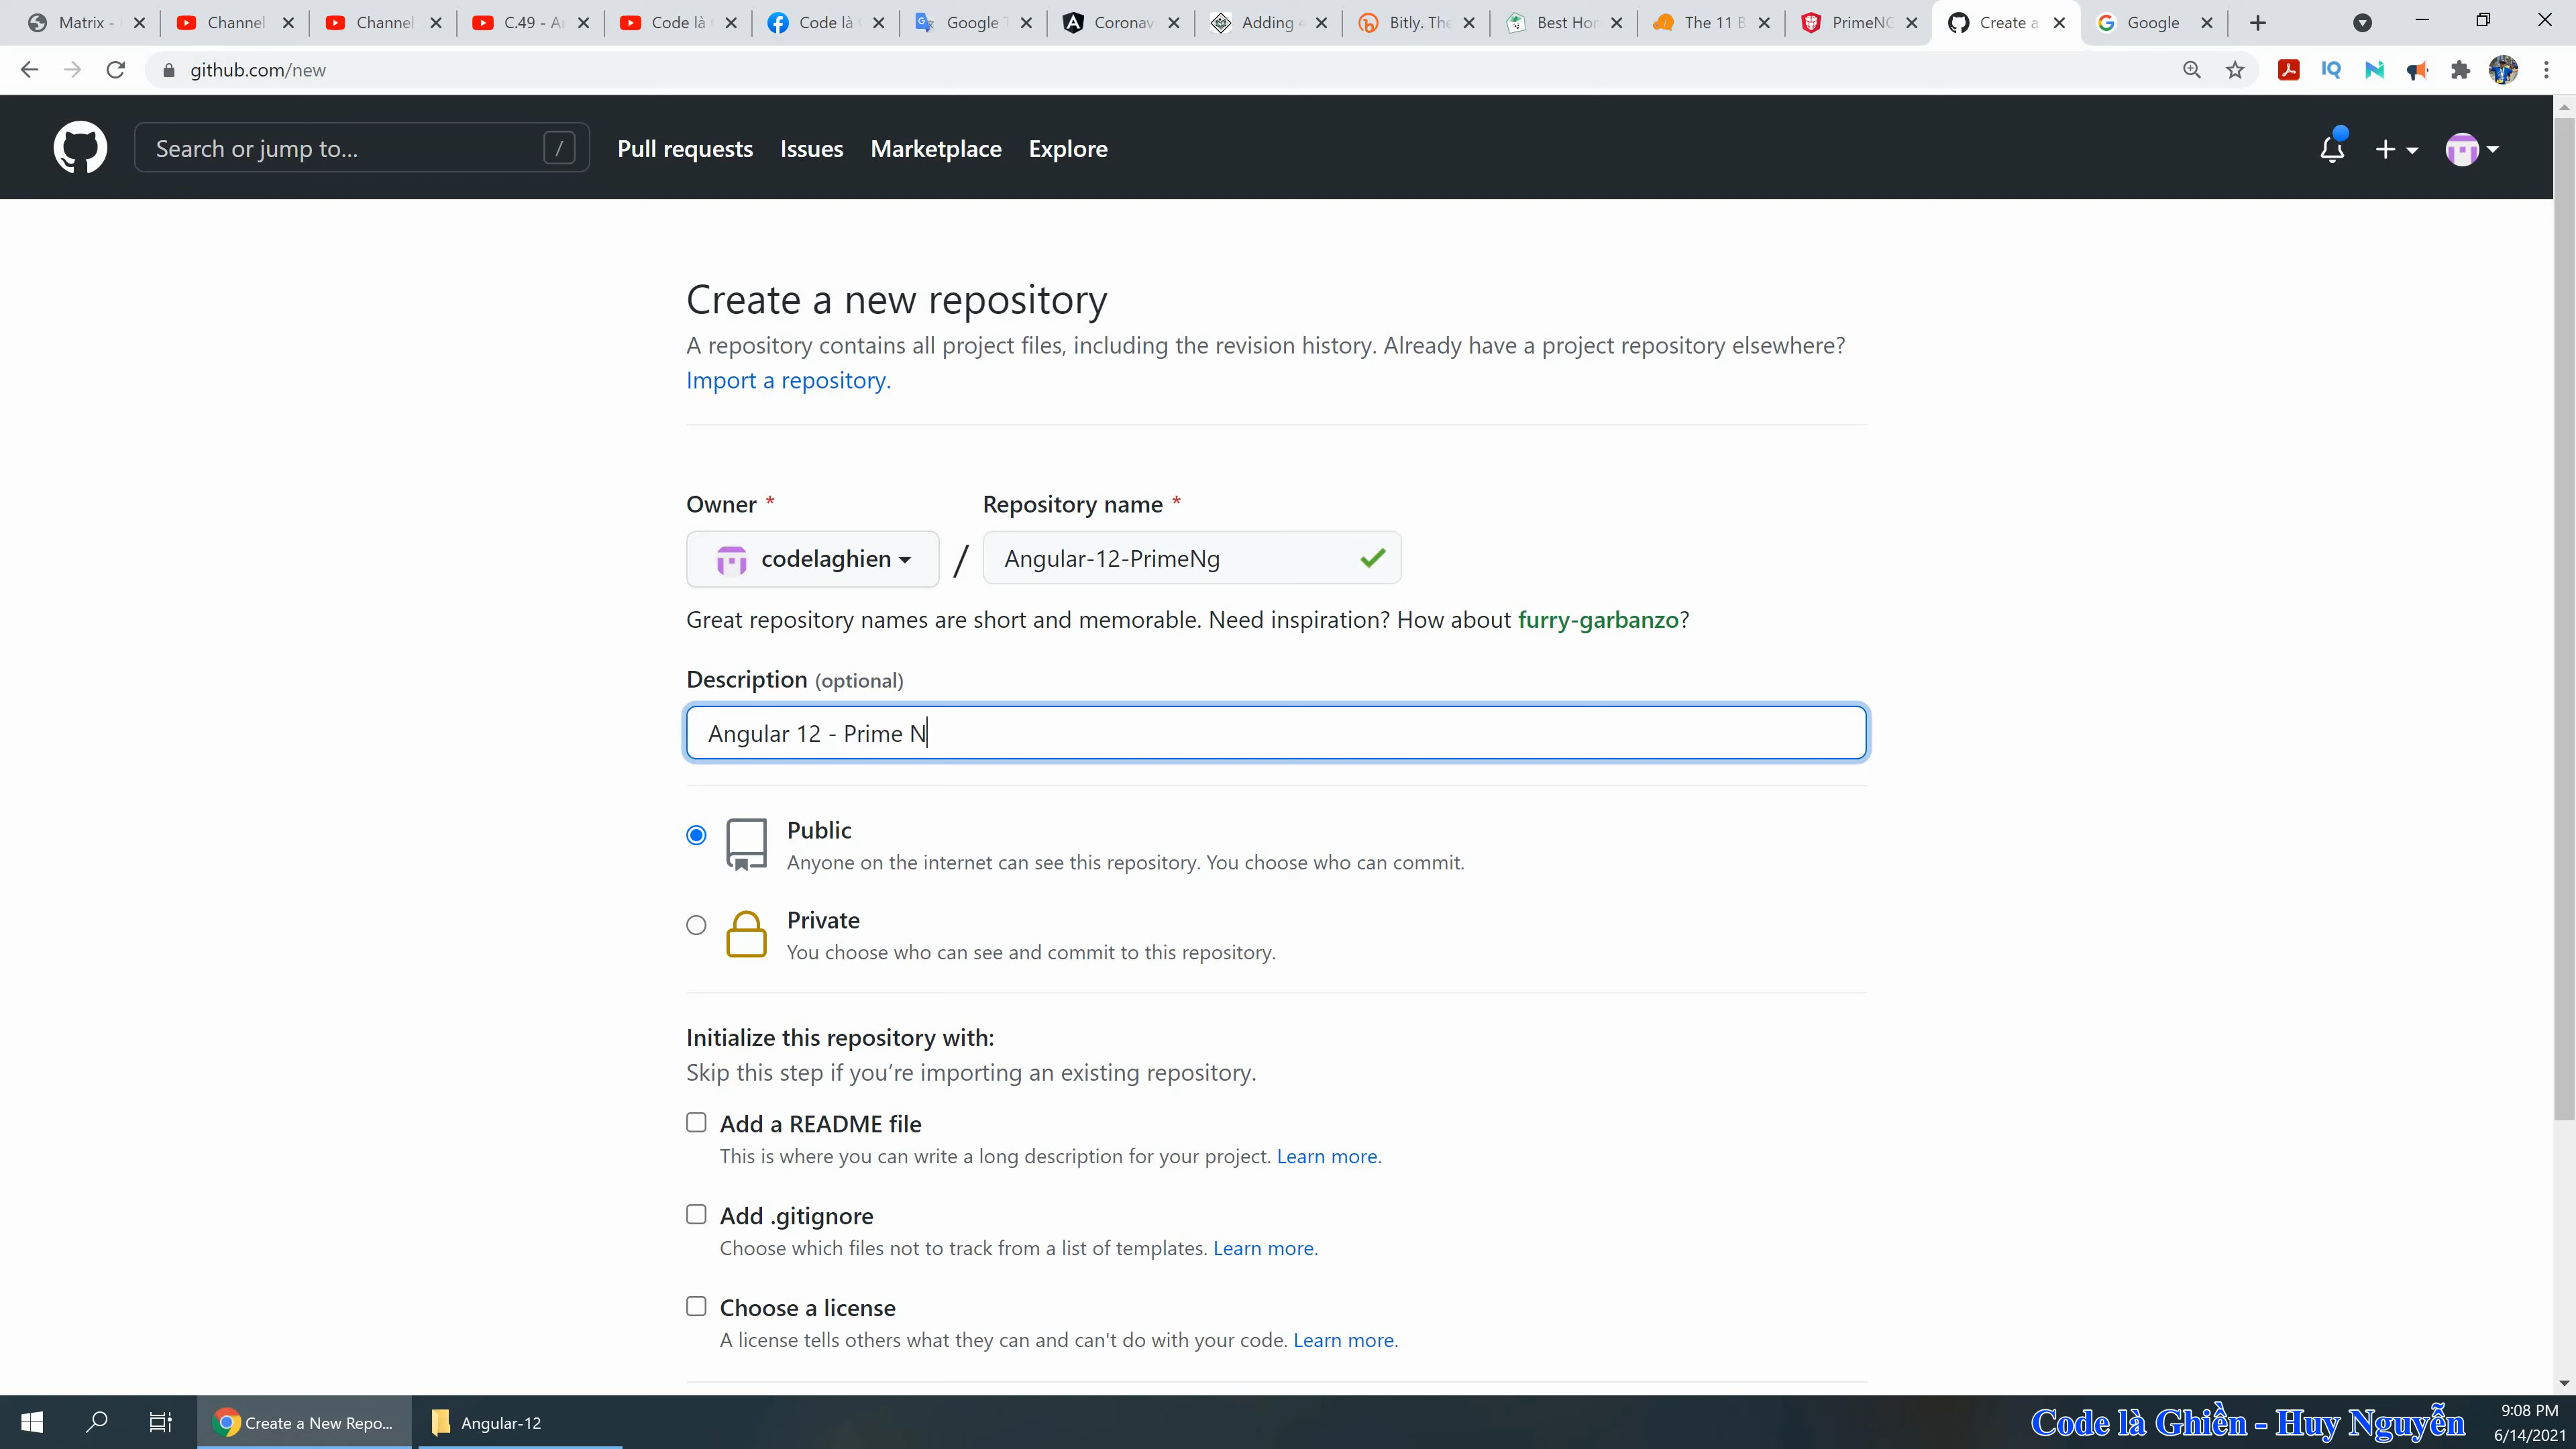 Matrix -
Channel
Channel
C.49 - A
Code là
Code là
Google
Coronav
Adding
Bitly. The
Best Hor
The 11 B
PrimeNG
Create a
Google
github.com/new
Search or jump to...
/
Pull requests
Issues
Marketplace
Explore
Create a new repository
A repository contains all project files, including the revision history. Already have a project repository elsewhere?
Import a repository.
Owner *
Repository name *
codelaghien
/
Angular-12-PrimeNg
Great repository names are short and memorable. Need inspiration? How about furry-garbanzo?
Description (optional)
Angular 12 - Prime N
Public
Anyone on the internet can see this repository. You choose who can commit.
Private
You choose who can see and commit to this repository.
Initialize this repository with:
Skip this step if you’re importing an existing repository.
Add a README file
This is where you can write a long description for your project. Learn more.
Add .gitignore
Choose which files not to track from a list of templates. Learn more.
Choose a license
A license tells others what they can and can't do with your code. Learn more.
Create a New Repo...
Angular-12
Code là Ghiền - Huy Nguyễn
9:08 PM
6/14/2021